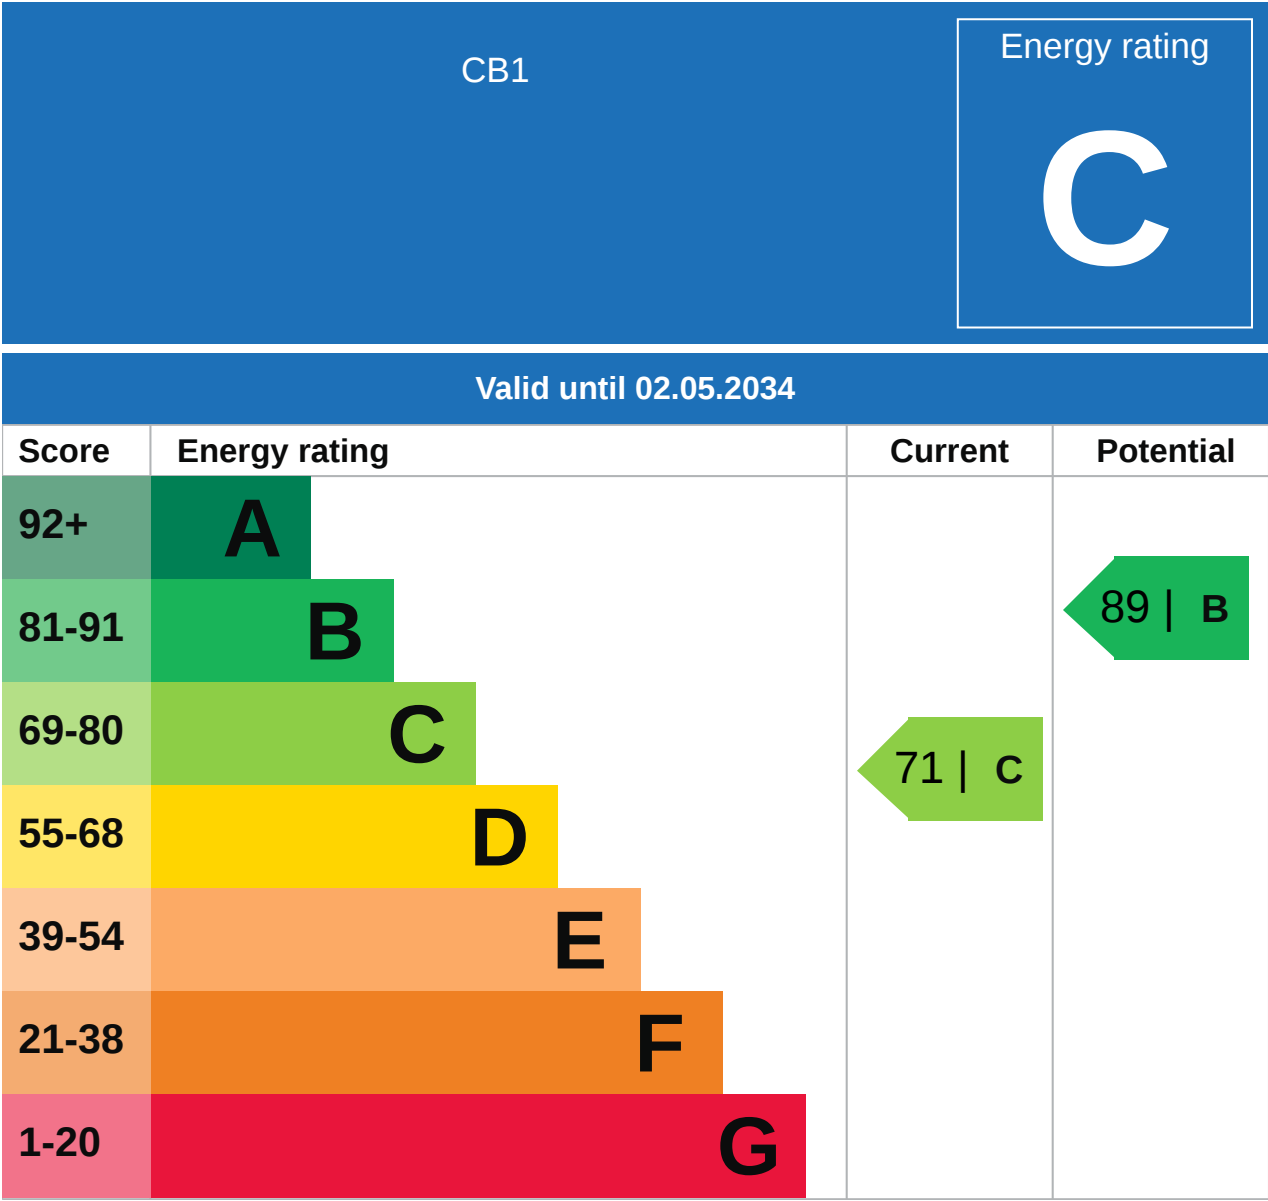 CB1
Energy rating
C
Valid until 02.05.2034
Score Energy rating Current Potential
92+ A
81-91 B 89 | B
69-80 C 71 | C
55-68 D
39-54 E
21-38 F
1-20 G